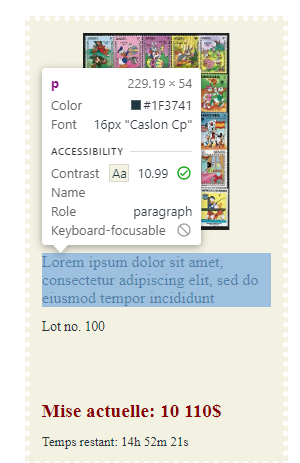 p 229.19 × 54
Color #1F3741
Font 16px "Caslon Cp"
ACCESSIBILITY
Contrast Aa 10.99
Name
Role paragraph
Keyboard-focusable
Lorem ipsum dolor sit amet,
consectetur adipiscing elit, sed do
eiusmod tempor incididunt
Lot no. 100
Mise actuelle: 10 110$
Temps restant: 14h 52m 21s